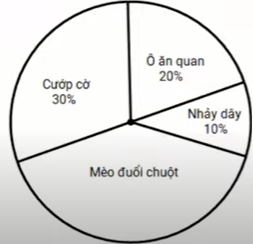 Ô ăn quan
20%
Cướp cờ
30%
Nhảy dây
10%
Mèo đuổi chuột